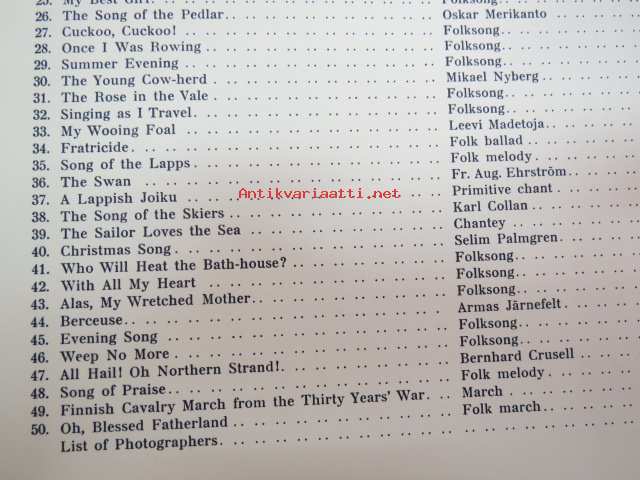 25. My Best Girl Folksong
26. The Song of the Pedlar Oskar Merikanto
27. Cuckoo, Cuckoo! Folksong
28. Once I Was Rowing Folksong
29. Summer Evening Folksong
30. The Young Cow-herd Mikael Nyberg
31. The Rose in the Vale Folksong
32. Singing as I Travel Folksong
33. My Wooing Foal Leevi Madetoja
34. Fratricide Folk ballad
35. Song of the Lapps Folk melody
36. The Swan Fr. Aug. Ehrström
37. A Lappish Joiku Primitive chant
Antikvariaatti.net
38. The Song of the Skiers Karl Collan
39. The Sailor Loves the Sea Chantey
40. Christmas Song Selim Palmgren
41. Who Will Heat the Bath-house? Folksong
42. With All My Heart Folksong
43. Alas, My Wretched Mother Folksong
44. Berceuse Armas Järnefelt
45. Evening Song Folksong
46. Weep No More Folksong
47. All Hail! Oh Northern Strand! Bernhard Crusell
48. Song of Praise Folk melody
49. Finnish Cavalry March from the Thirty Years' War March
50. Oh, Blessed Fatherland Folk march
List of Photographers